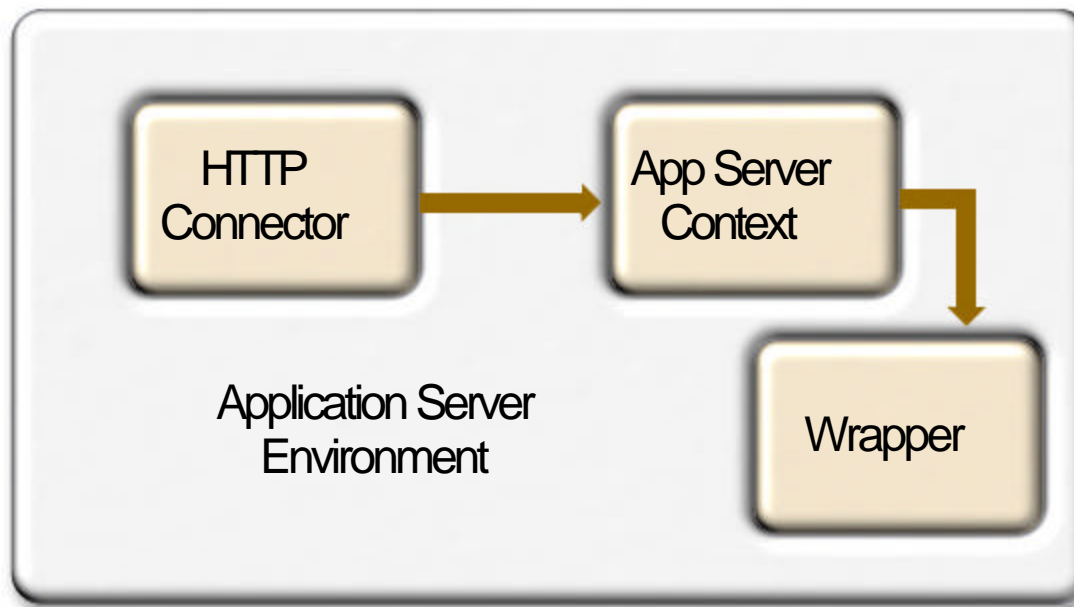 HTTP
Connector
App Server
Context
Application Server
Environment
Wrapper